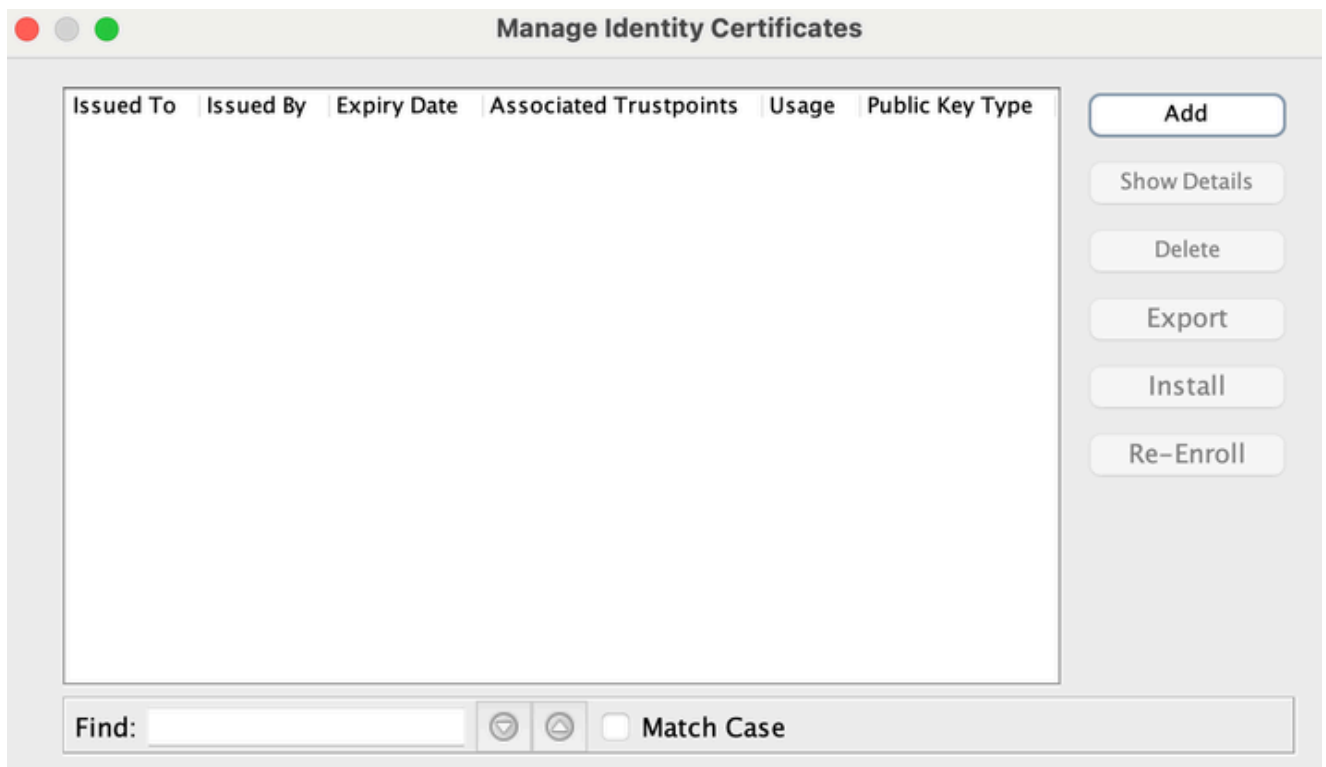 Manage Identity Certificates
Issued To Issued By Expiry Date Associated Trustpoints Usage Public Key Type
Add
Show Details
Delete
Export
Install
Re-Enroll
Find: Match Case